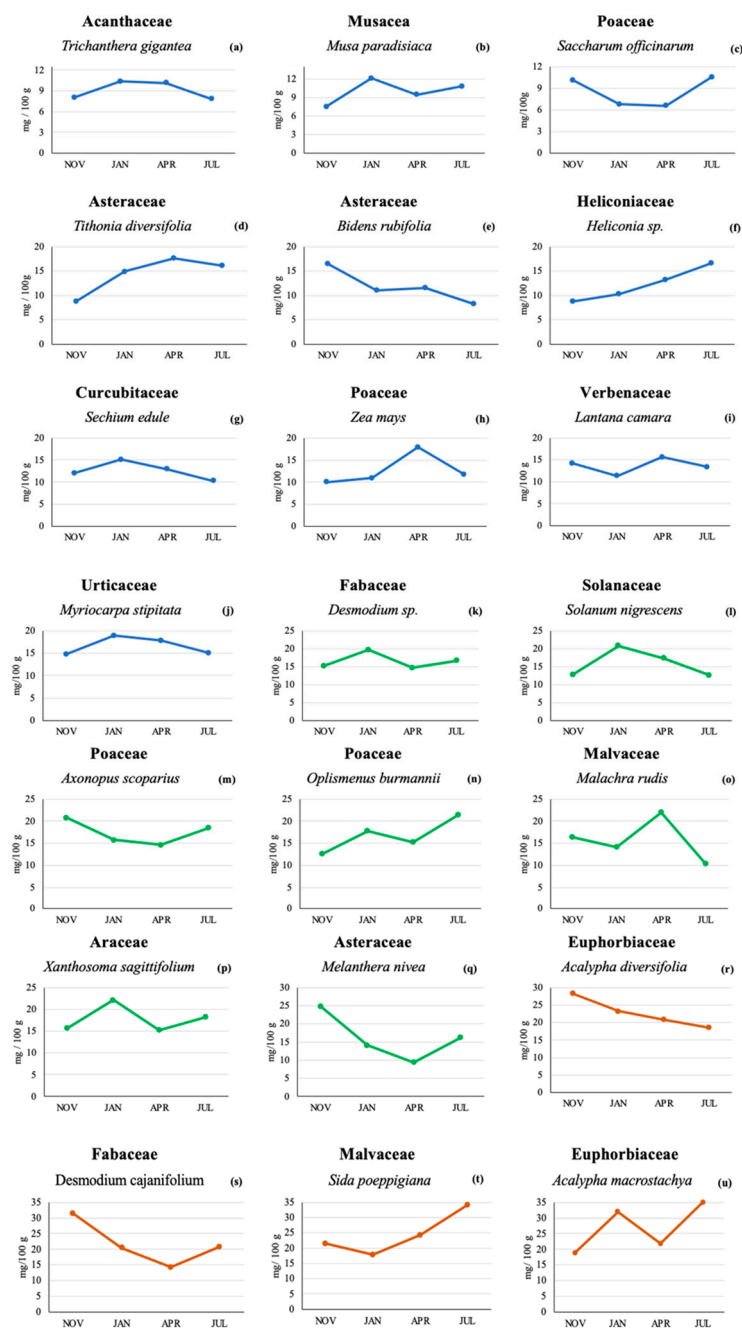 Acanthaceae
Trichanthera gigantea (a)
mg / 100 g
12
9
6
3
0
NOV JAN APR JUL
Musacea
Musa paradisiaca (b)
mg/100 g
12
9
6
3
0
NOV JAN APR JUL
Poaceae
Saccharum officinarum (c)
mg/100g
12
9
6
3
0
NOV JAN APR JUL
Asteraceae
Tithonia diversifolia (d)
mg / 100g
20
15
10
5
0
NOV JAN APR JUL
Asteraceae
Bidens rubifolia (e)
mg/100 g
20
15
10
5
0
NOV JAN APR JUL
Heliconiaceae
Heliconia sp. (f)
mg/100 g
20
15
10
5
0
NOV JAN APR JUL
Curcubitaceae
Sechium edule (g)
mg/100 g
20
15
10
5
0
NOV JAN APR JUL
Poaceae
Zea mays (h)
mg/100 g
20
15
10
5
0
NOV JAN APR JUL
Verbenaceae
Lantana camara (i)
mg/100 g
20
15
10
5
0
NOV JAN APR JUL
Urticaceae
Myriocarpa stipitata (j)
mg/100 g
20
15
10
5
0
NOV JAN APR JUL
Fabaceae
Desmodium sp. (k)
mg/100 g
25
20
15
10
5
0
NOV JAN APR JUL
Solanaceae
Solanum nigrescens (l)
mg/100 g
25
20
15
10
5
0
NOV JAN APR JUL
Poaceae
Axonopus scoparius (m)
mg/100 g
25
20
15
10
5
0
NOV JAN APR JUL
Poaceae
Oplismenus burmannii (n)
mg/100 g
25
20
15
10
5
0
NOV JAN APR JUL
Malvaceae
Malachra rudis (o)
mg/100 g
25
20
15
10
5
0
NOV JAN APR JUL
Araceae
Xanthosoma sagittifolium (p)
mg / 100 g
25
20
15
10
5
0
NOV JAN APR JUL
Asteraceae
Melanthera nivea (q)
mg/100 g
30
25
20
15
10
5
0
NOV JAN APR JUL
Euphorbiaceae
Acalypha diversifolia (r)
mg/100 g
30
25
20
15
10
5
0
NOV JAN APR JUL
Fabaceae
Desmodium cajanifolium (s)
mg/100 g
35
30
25
20
15
10
5
0
NOV JAN APR JUL
Malvaceae
Sida poeppigiana (t)
mg/ 100 g
35
30
25
20
15
10
5
0
NOV JAN APR JUL
Euphorbiaceae
Acalypha macrostachya (u)
mg/100 g
35
30
25
20
15
10
5
0
NOV JAN APR JUL